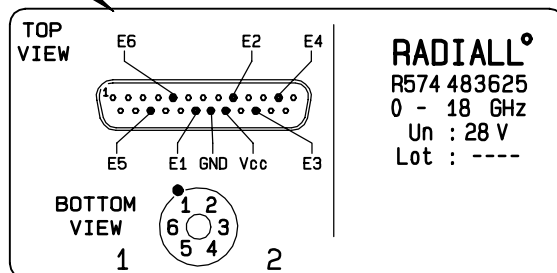 TOP
VIEW
E6 E2 E4
1
E5 E1 GND Vcc E3
BOTTOM
VIEW
1 2
6 3
5 4
1 2
RADIALL°
R574 483625
0 - 18 GHz
Un : 28 V
Lot : ----